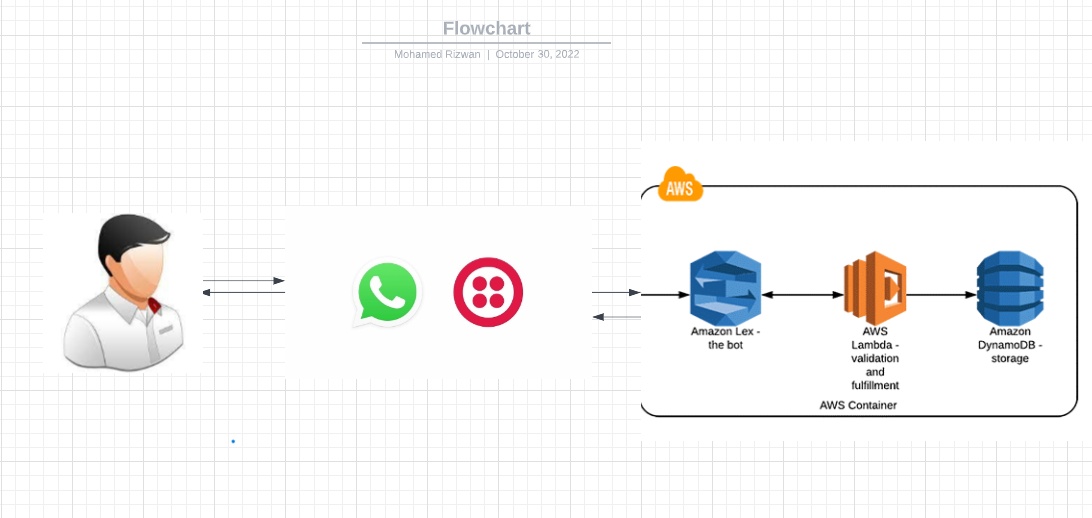 Flowchart
Mohamed Rizwan | October 30, 2022
AWS
Amazon Lex -
the bot
AWS
Lambda -
validation
and
fulfillment
Amazon
DynamoDB -
storage
AWS Container